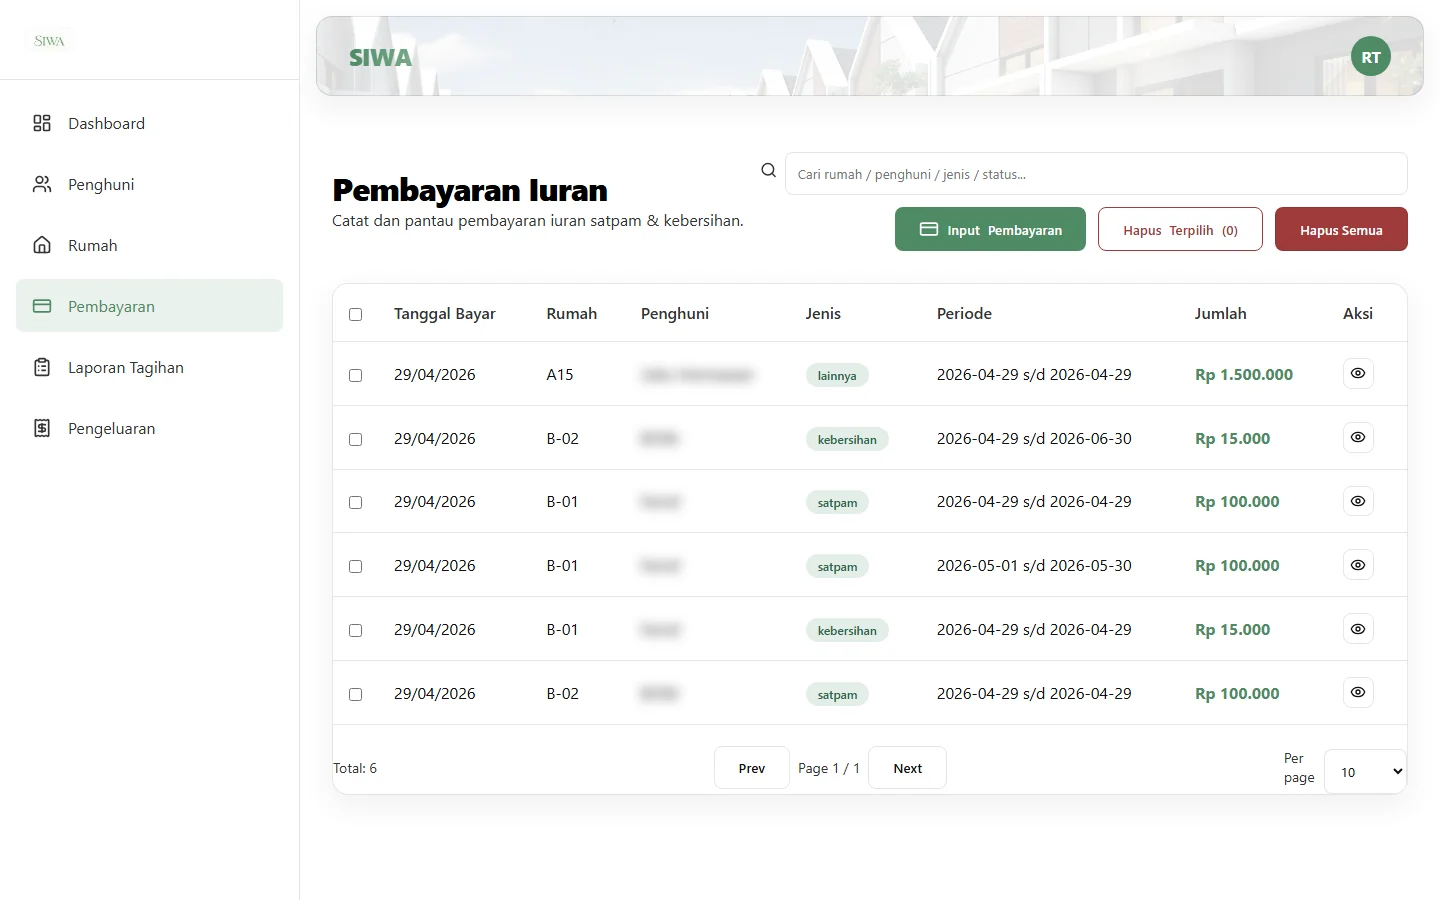 SIWA
Dashboard
Penghuni
Rumah
Pembayaran
Laporan Tagihan
Pengeluaran
SIWA
RT
Pembayaran Iuran
Catat dan pantau pembayaran iuran satpam & kebersihan.
Cari rumah / penghuni / jenis / status...
Input Pembayaran
Hapus Terpilih (0)
Hapus Semua
Tanggal Bayar Rumah Penghuni Jenis Periode Jumlah Aksi
29/04/2026 A15 lainnya 2026-04-29 s/d 2026-04-29 Rp 1.500.000
29/04/2026 B-02 kebersihan 2026-04-29 s/d 2026-06-30 Rp 15.000
29/04/2026 B-01 satpam 2026-04-29 s/d 2026-04-29 Rp 100.000
29/04/2026 B-01 satpam 2026-05-01 s/d 2026-05-30 Rp 100.000
29/04/2026 B-01 kebersihan 2026-04-29 s/d 2026-04-29 Rp 15.000
29/04/2026 B-02 satpam 2026-04-29 s/d 2026-04-29 Rp 100.000
Total: 6
Prev
Page 1 / 1
Next
Per page
10